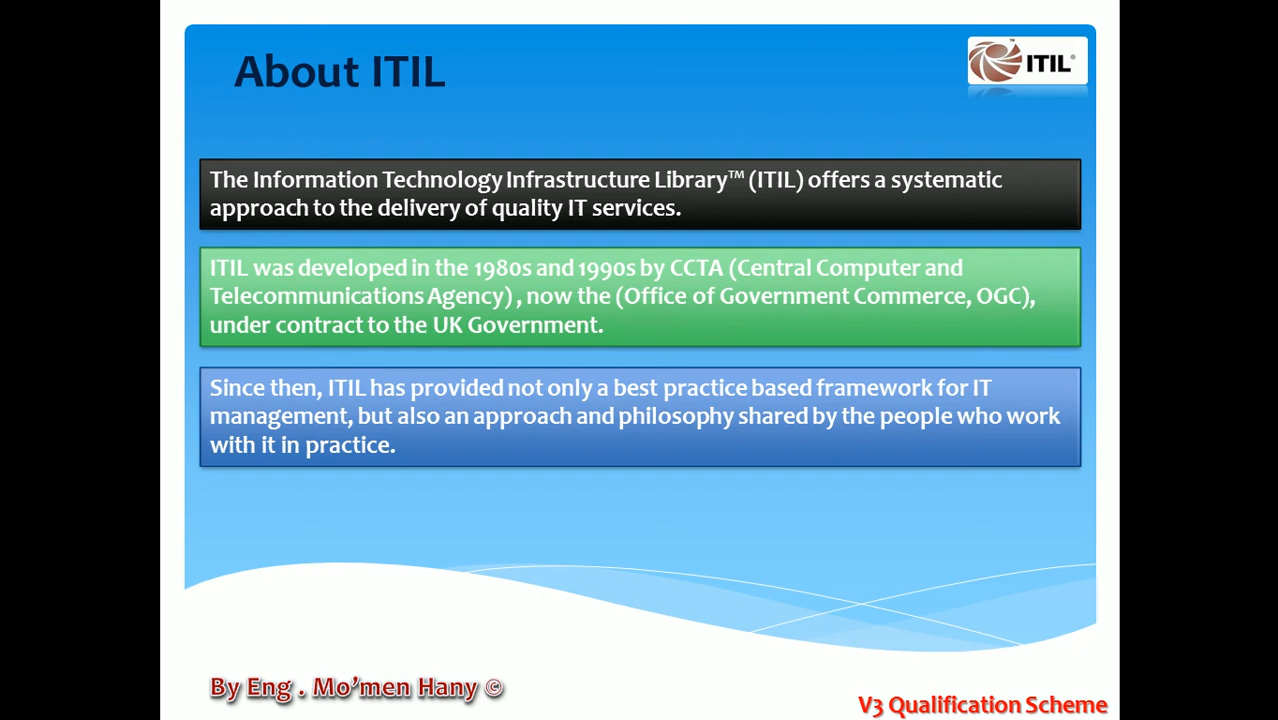 About ITIL
ITIL®
The Information Technology Infrastructure Library™ (ITIL) offers a systematic
approach to the delivery of quality IT services.
ITIL was developed in the 1980s and 1990s by CCTA (Central Computer and
Telecommunications Agency) , now the (Office of Government Commerce, OGC),
under contract to the UK Government.
Since then, ITIL has provided not only a best practice based framework for IT
management, but also an approach and philosophy shared by the people who work
with it in practice.
By Eng . Mo’men Hany ©
V3 Qualification Scheme